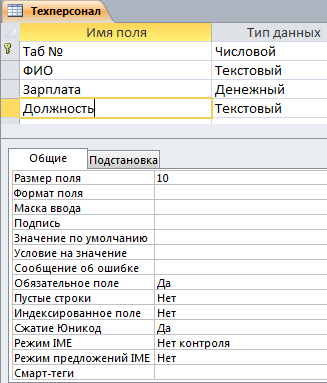 Техперсонал
Имя поля Тип данных
Таб № Числовой
ФИО Текстовый
Зарплата Денежный
Должность Текстовый
Общие Подстановка
Размер поля 10
Формат поля
Маска ввода
Подпись
Значение по умолчанию
Условие на значение
Сообщение об ошибке
Обязательное поле Да
Пустые строки Нет
Индексированное поле Нет
Сжатие Юникод Да
Режим IME Нет контроля
Режим предложений IME Нет
Смарт-теги